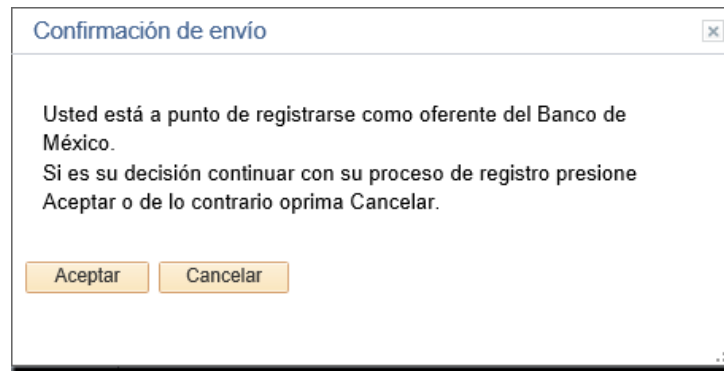 Confirmación de envío
Usted está a punto de registrarse como oferente del Banco de
México.
Si es su decisión continuar con su proceso de registro presione
Aceptar o de lo contrario oprima Cancelar.
Aceptar Cancelar